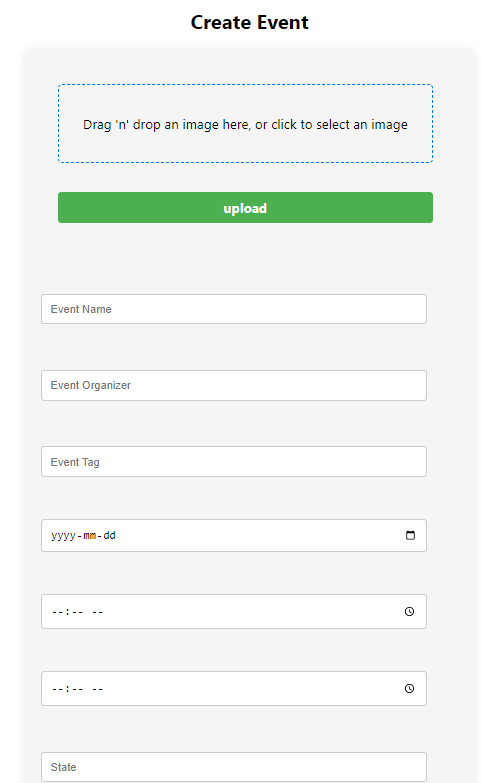 Create Event
Drag 'n' drop an image here, or click to select an image
upload
Event Name
Event Organizer
Event Tag
yyyy-mm-dd
--:-- --
--:-- --
State